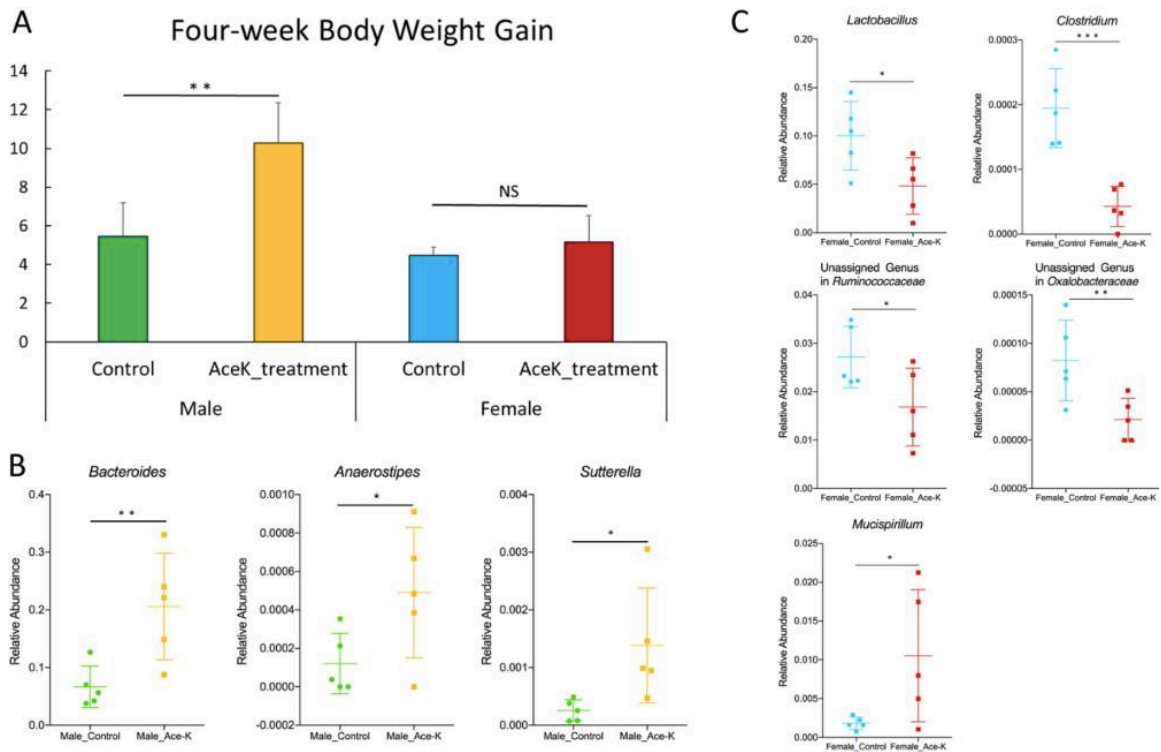 A
Four-week Body Weight Gain
14
12
10
8
6
4
2
0
**
NS
Control
AceK_treatment
Control
AceK_treatment
Male
Female
B
Bacteroides
Relative Abundance
0.4
0.3
0.2
0.1
0.0
**
Male_Control
Male_Ace-K
Anaerostipes
Relative Abundance
0.0010
0.0008
0.0006
0.0004
0.0002
0.0000
-0.0002
*
Male_Control
Male_Ace-K
Sutterella
Relative Abundance
0.004
0.003
0.002
0.001
0.000
*
Male_Control
Male_Ace-K
C
Lactobacillus
Relative Abundance
0.20
0.15
0.10
0.05
0.00
*
Female_Control
Female_Ace-K
Clostridium
Relative Abundance
0.0003
0.0002
0.0001
0.0000
***
Female_Control
Female_Ace-K
Unassigned Genus
in Ruminococcaceae
Relative Abundance
0.04
0.03
0.02
0.01
0.00
*
Female_Control
Female_Ace-K
Unassigned Genus
in Oxalobacteraceae
Relative Abundance
0.00015
0.00010
0.00005
0.00000
-0.00005
**
Female_Control
Female_Ace-K
Mucispirillum
Relative Abundance
0.025
0.020
0.015
0.010
0.005
0.000
*
Female_Control
Female_Ace-K